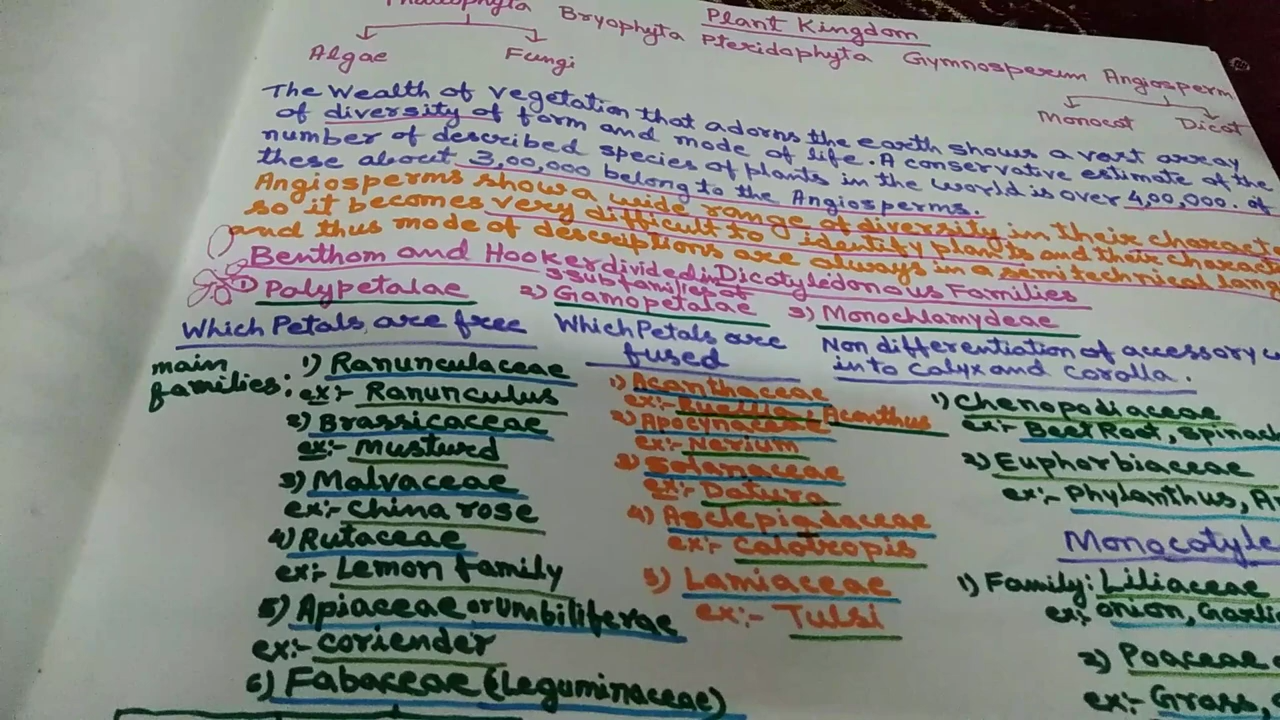 Plant Kingdom
Thallophyta Bryophyta Pteridophyta Gymnosperum Angiosperm
Algae Fungi
Monocot Dicot
The Wealth of vegetation that adorns the earth shows a vast array
of diversity of form and mode of life. A conservative estimate of the
number of described species of plants in the world is over 4,00,000. of
these about 3,00,000 belong to the Angiosperms.
Angiosperms show a wide range of diversity in their charact
so it becomes very difficult to identify plants and their charact
and thus mode of descriptions are always in a semi technical lang
Benthom and Hooker divided in Dicotyledonous Families
3 subfamilies of
1) Polypetalae
Which Petals are free
main
families:
1) Ranunculaceae
ex:- Ranunculus
2) Brassicaceae
ex:- Musturd
3) Malvaceae
ex:- China rose
4) Rutaceae
ex:- Lemon family
5) Apiaceae or Umbiliferae
ex:- coriender
6) Fabaceae (Leguminaceae)
2) Gamopetalae
Which Petals are
fused
1) Acanthaceae
ex:- Ruellia, Acanthus
2) Apocynaceae
ex:- Nerium
3) Solanaceae
ex:- Datura
4) Asclepiadaceae
ex:- Calotropis
5) Lamiaceae
ex:- Tulsi
3) Monochlamydeae
Non differentiation of accessory
into Calyx and Corolla.
1) Chenopodiaceae
ex:- Beet Root, Spinac
2) Euphorbiaceae
ex:- Phylanthus,
Monocotyle
1) Family: Liliaceae
ex:- onion, Garli
2) Poaceae
ex:- Grass,